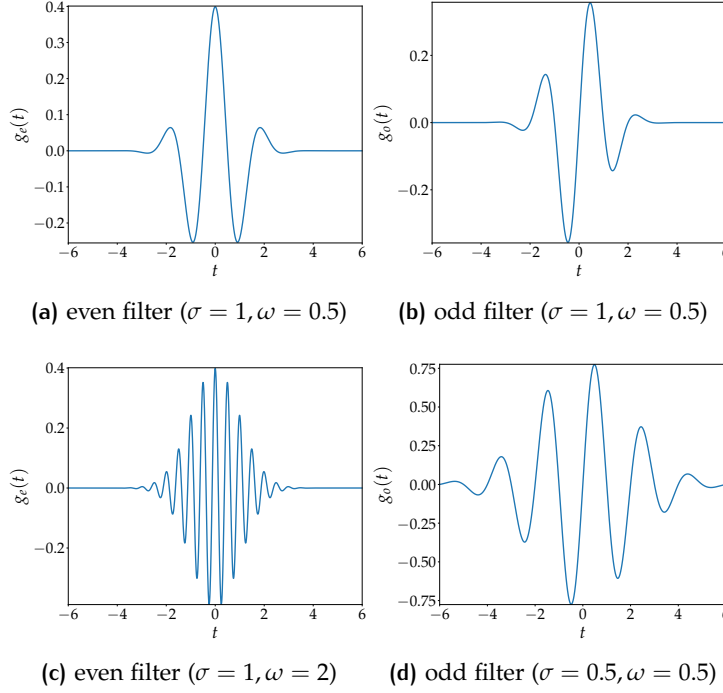 0.4
0.3
0.2
0.1
0.0
−0.1
−0.2
g_e(t)
−6 −4 −2 0 2 4 6
t
(a) even filter (σ = 1, ω = 0.5)
0.2
0.0
−0.2
g_o(t)
−6 −4 −2 0 2 4 6
t
(b) odd filter (σ = 1, ω = 0.5)
0.4
0.2
0.0
−0.2
g_e(t)
−6 −4 −2 0 2 4 6
t
(c) even filter (σ = 1, ω = 2)
0.75
0.50
0.25
0.00
−0.25
−0.50
−0.75
g_o(t)
−6 −4 −2 0 2 4 6
t
(d) odd filter (σ = 0.5, ω = 0.5)